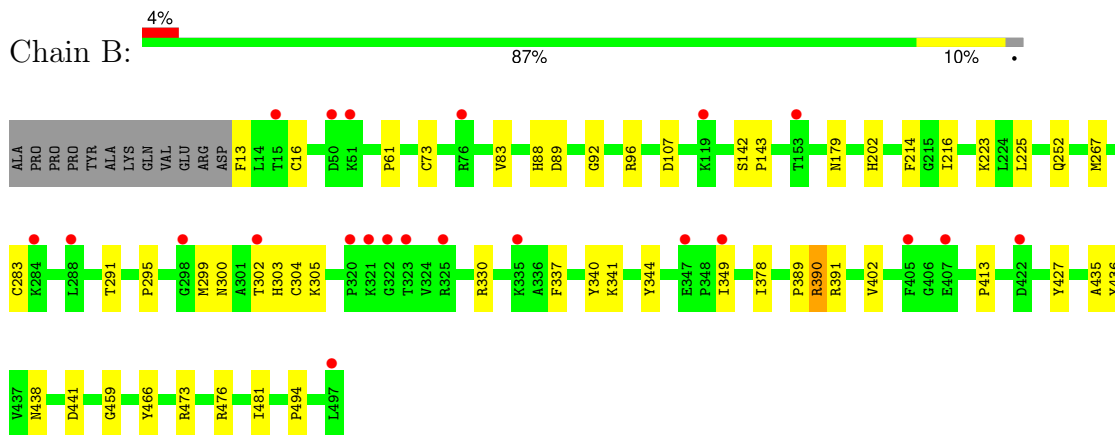 4%
Chain B:
87% 10% •
ALA PRO PRO PRO TYR ALA LYS GLN VAL GLU ARG ASP F13 L14 T15 C16 D50 K51 P61 C73 R76 V83 H88 D89 G92 R96 D107 K119 S142 P143 T153 N179 H202 F214 G215 I216 K223 L224 L225 Q252 M267
C283 K284 L288 T291 P295 G298 M299 N300 A301 T302 H303 C304 K305 P320 K321 G322 T323 V324 R325 R330 K335 A336 F337 Y340 K341 Y344 E347 P348 I349 I378 P389 R390 R391 V402 F405 G406 E407 P413 D422 Y427 A435
V437 N438 D441 G459 Y466 R473 R476 I481 P494 L497